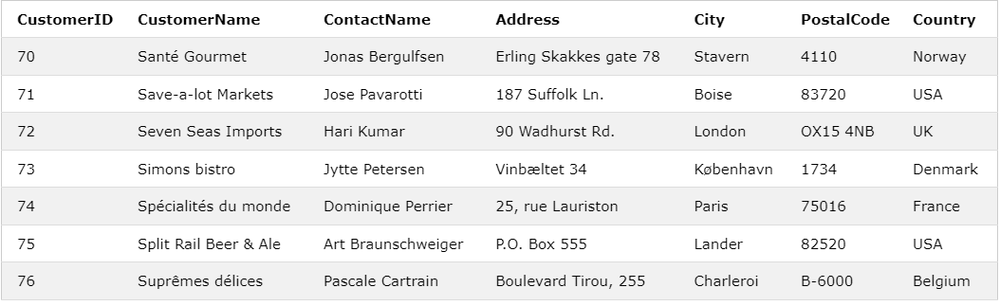 CustomerID CustomerName ContactName Address City PostalCode Country
70 Santé Gourmet Jonas Bergulfsen Erling Skakkes gate 78 Stavern 4110 Norway
71 Save-a-lot Markets Jose Pavarotti 187 Suffolk Ln. Boise 83720 USA
72 Seven Seas Imports Hari Kumar 90 Wadhurst Rd. London OX15 4NB UK
73 Simons bistro Jytte Petersen Vinbæltet 34 København 1734 Denmark
74 Spécialités du monde Dominique Perrier 25, rue Lauriston Paris 75016 France
75 Split Rail Beer & Ale Art Braunschweiger P.O. Box 555 Lander 82520 USA
76 Suprêmes délices Pascale Cartrain Boulevard Tirou, 255 Charleroi B-6000 Belgium